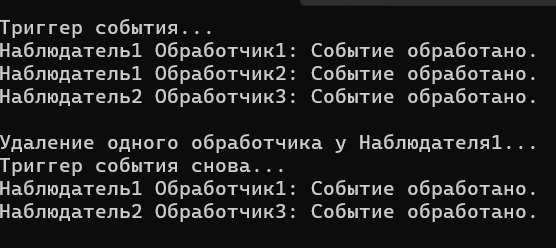 Триггер события...
Наблюдатель1 Обработчик1: Событие обработано.
Наблюдатель1 Обработчик2: Событие обработано.
Наблюдатель2 Обработчик3: Событие обработано.
Удаление одного обработчика у Наблюдателя1...
Триггер события снова...
Наблюдатель1 Обработчик1: Событие обработано.
Наблюдатель2 Обработчик3: Событие обработано.